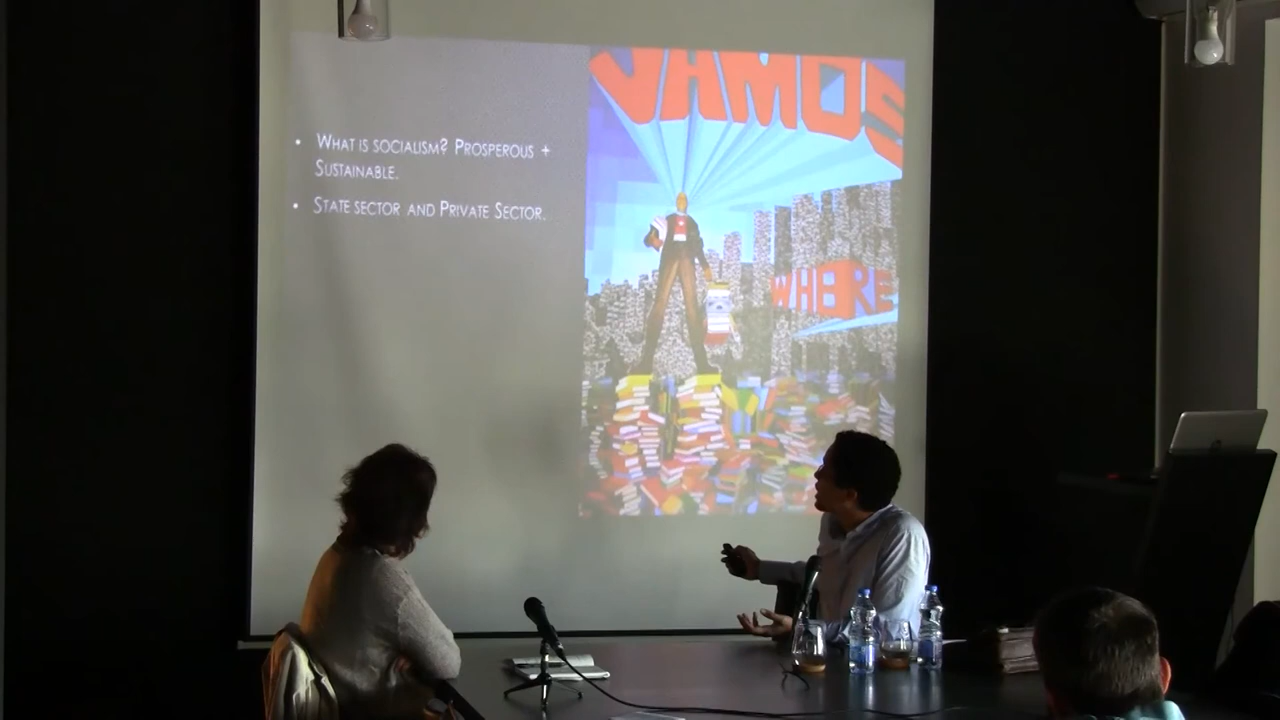 • What is socialism? Prosperous +
Sustainable.
• State sector and Private Sector.
VAMOS
WHERE